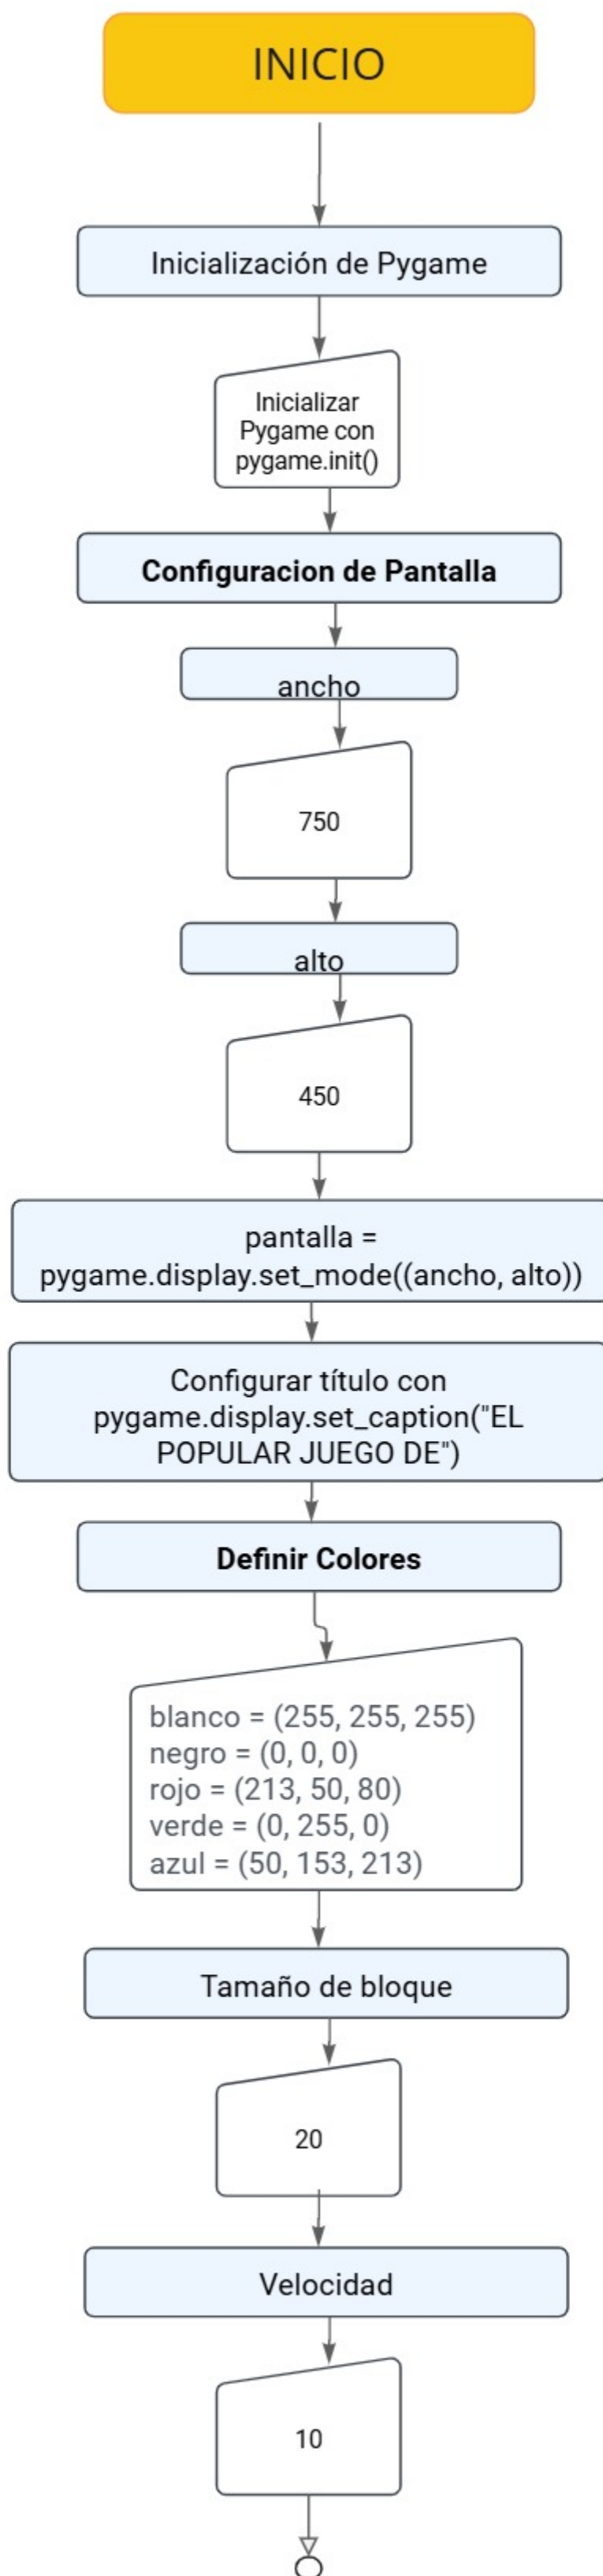 INICIO
Inicialización de Pygame
Inicializar
Pygame con
pygame.init()
Configuracion de Pantalla
ancho
750
alto
450
pantalla =
pygame.display.set_mode((ancho, alto))
Configurar título con
pygame.display.set_caption("EL
POPULAR JUEGO DE")
Definir Colores
blanco = (255, 255, 255)
negro = (0, 0, 0)
rojo = (213, 50, 80)
verde = (0, 255, 0)
azul = (50, 153, 213)
Tamaño de bloque
20
Velocidad
10